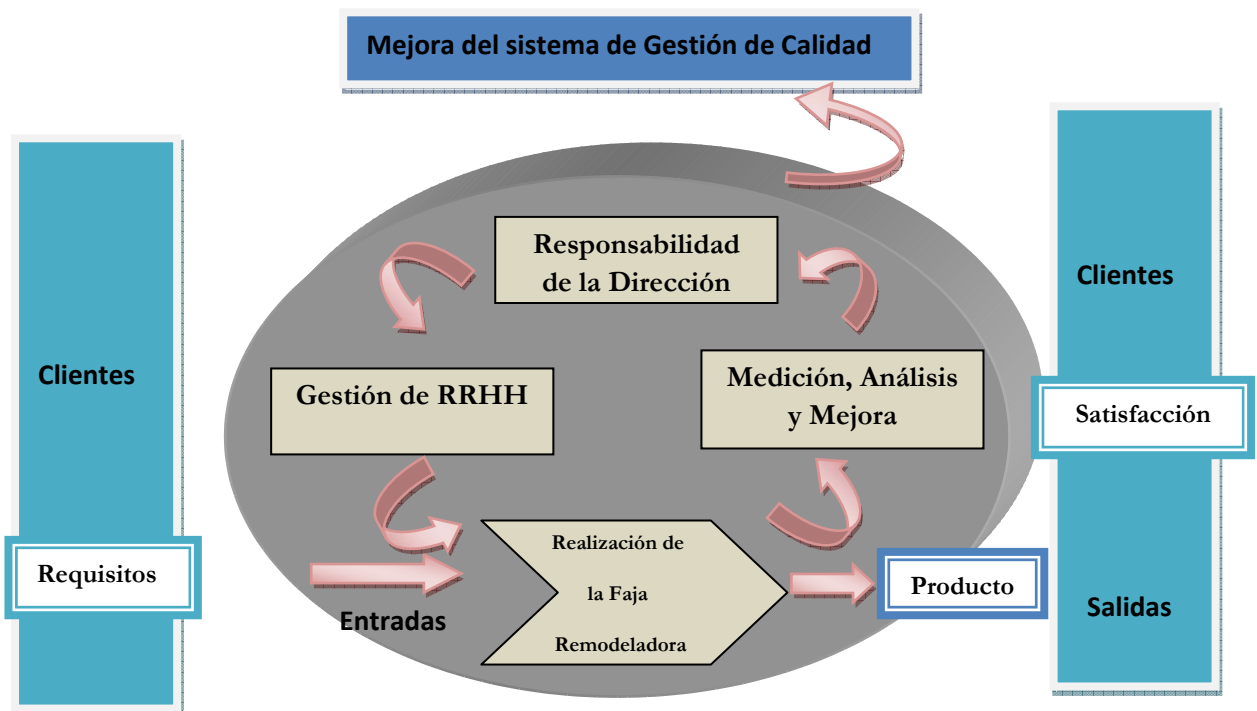 Mejora del sistema de Gestión de Calidad
Responsabilidad
de la Dirección
Clientes
Clientes
Gestión de RRHH
Medición, Análisis
y Mejora
Satisfacción
Requisitos
Entradas
Realización de
la Faja
Remodeladora
Producto
Salidas